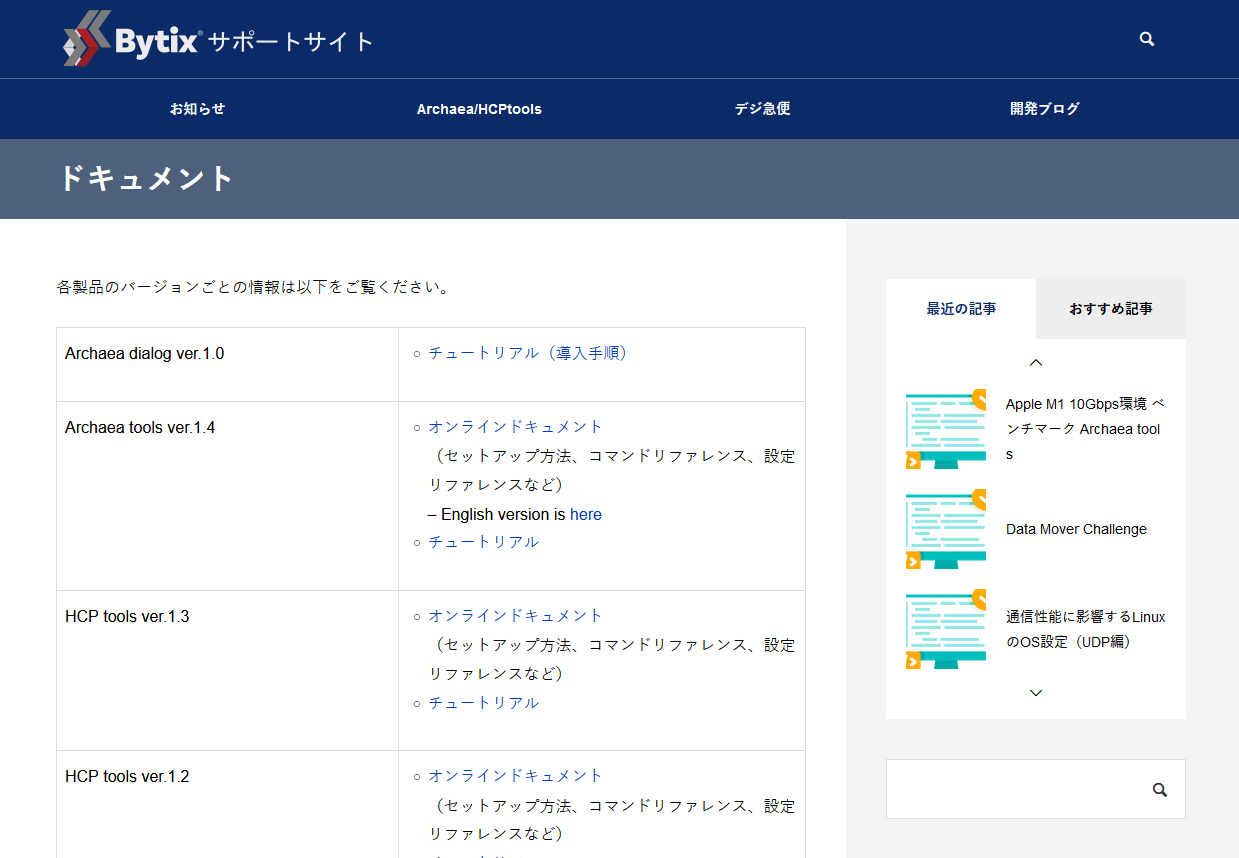 Bytix® サポートサイト
お知らせ
Archaea/HCPtools
デジ急便
開発ブログ
ドキュメント
各製品のバージョンごとの情報は以下をご覧ください。
Archaea dialog ver.1.0
チュートリアル（導入手順）
Archaea tools ver.1.4
オンラインドキュメント
（セットアップ方法、コマンドリファレンス、設定
リファレンスなど）
– English version is here
チュートリアル
HCP tools ver.1.3
オンラインドキュメント
（セットアップ方法、コマンドリファレンス、設定
リファレンスなど）
チュートリアル
HCP tools ver.1.2
オンラインドキュメント
（セットアップ方法、コマンドリファレンス、設定
リファレンスなど）
最近の記事
おすすめ記事
Apple M1 10Gbps環境 ベ
ンチマーク Archaea tool
s
Data Mover Challenge
通信性能に影響するLinux
のOS設定（UDP編）